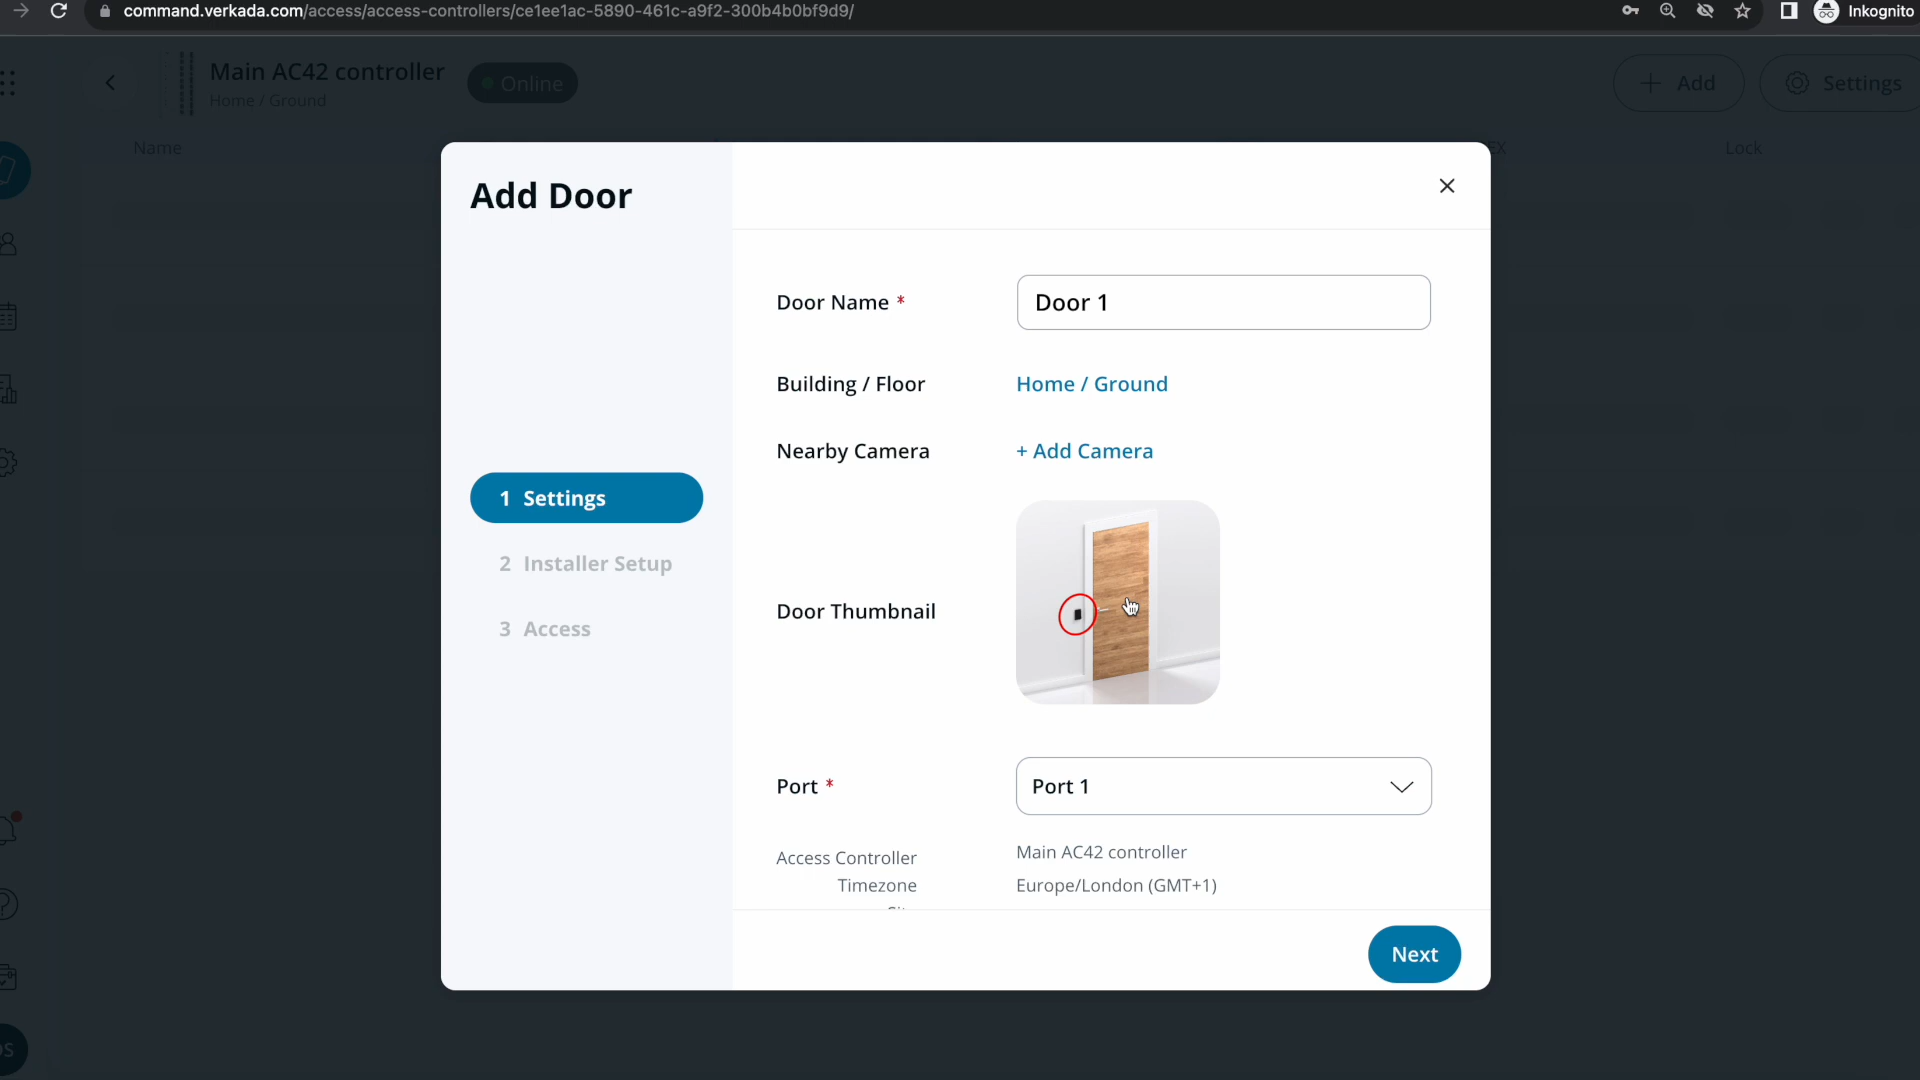 command.verkada.com/access/access-controllers/ce1ee1ac-5890-461c-a9f2-300b4b0bf9d9/
Inkognito
Main AC42 controller
Home / Ground
Online
Add
Settings
Name
Lock
Add Door
1 Settings
2 Installer Setup
3 Access
Door Name *
Door 1
Building / Floor
Home / Ground
Nearby Camera
+ Add Camera
Door Thumbnail
Port *
Port 1
Access Controller
Main AC42 controller
Timezone
Europe/London (GMT+1)
Next